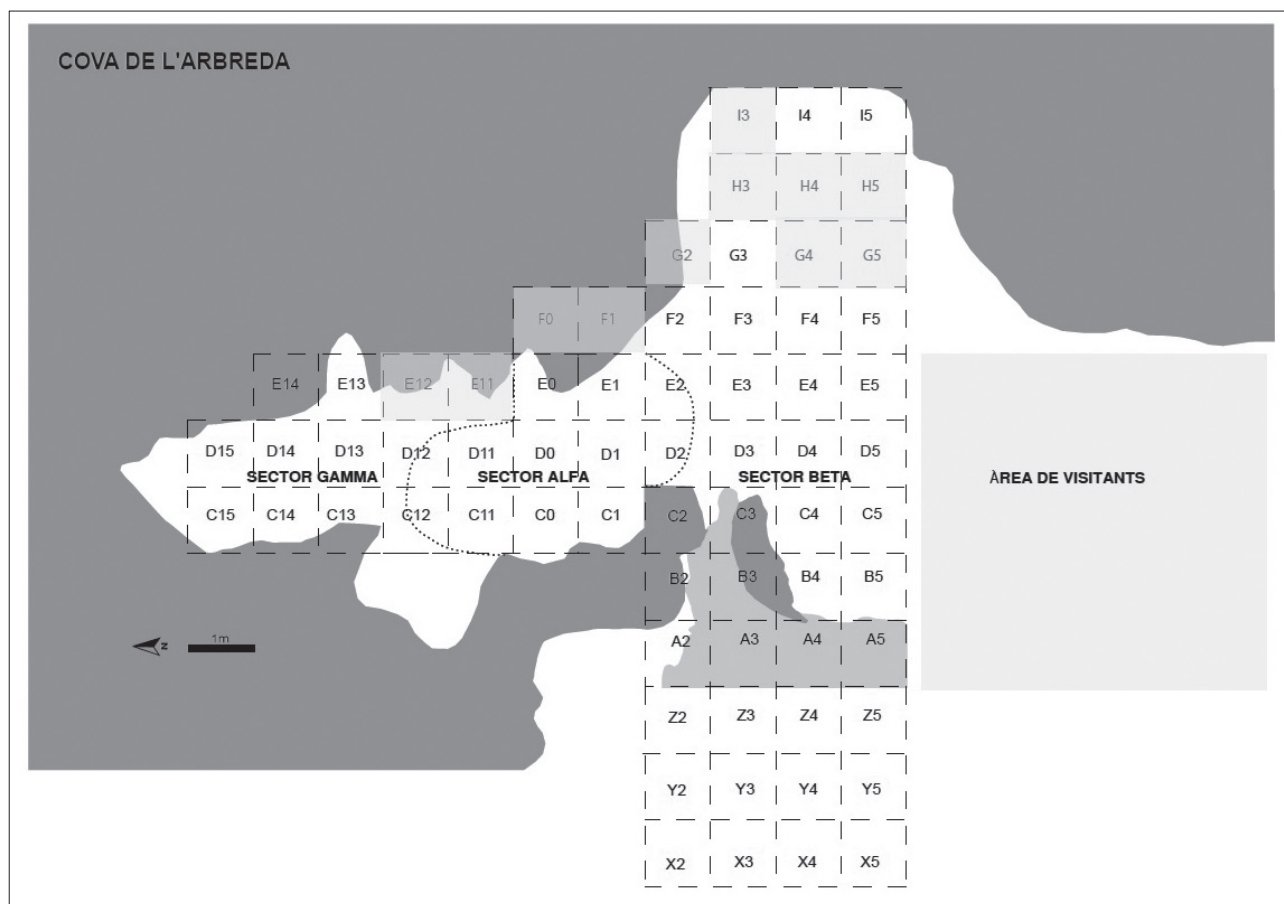 COVA DE L'ARBREDA
I3 I4 I5
H3 H4 H5
G2 G3 G4 G5
F0 F1 F2 F3 F4 F5
E14 E13 E12 E11 E0 E1 E2 E3 E4 E5
D15 D14 D13 D12 D11 D0 D1 D2 D3 D4 D5
SECTOR GAMMA SECTOR ALFA SECTOR BETA ÀREA DE VISITANTS
C15 C14 C13 C12 C11 C0 C1 C2 C3 C4 C5
B2 B3 B4 B5
N 1m A2 A3 A4 A5
Z2 Z3 Z4 Z5
Y2 Y3 Y4 Y5
X2 X3 X4 X5